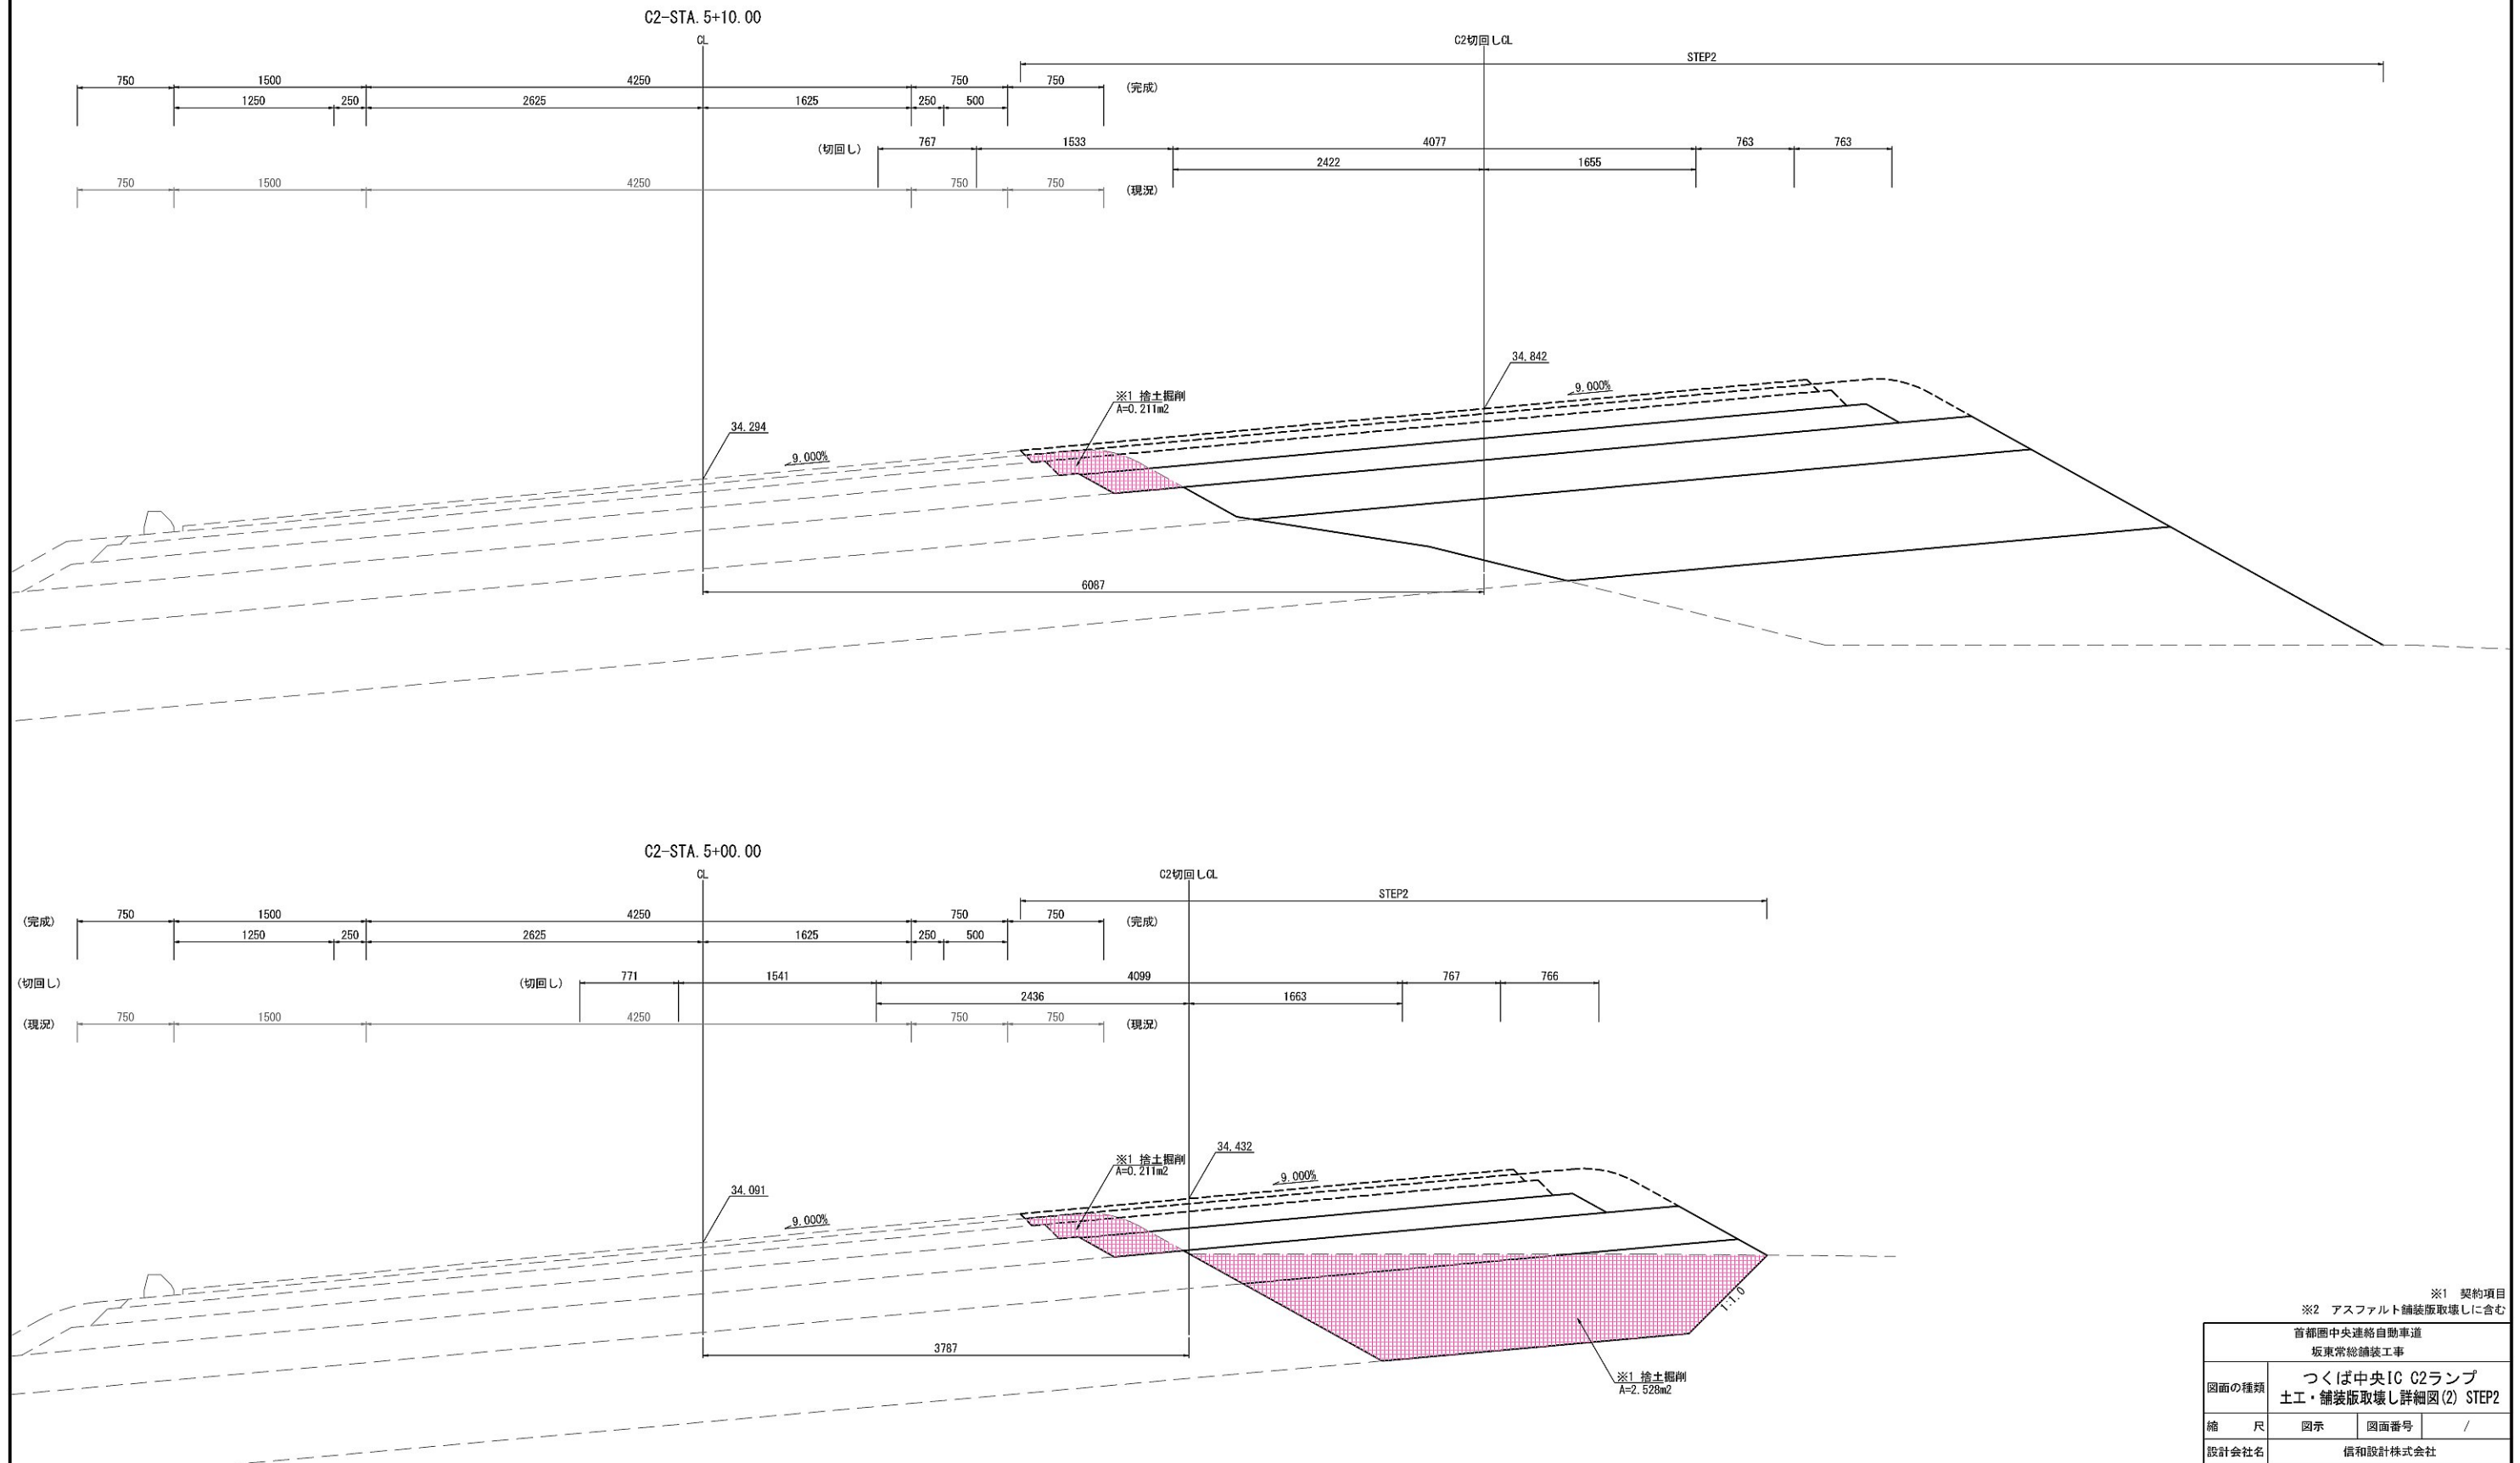 C2-STA.5+10.00
CL
C2切回しCL
STEP2
750 1500 4250 750 750 (完成)
1250 250 2625 1625 250 500
(切回し) 767 1533 4077 763 763
2422 1655
750 1500 4250 750 750 (現況)
34,842
9.000%
※1 捨土掘削
A=0.211m2
34.294
9.000%
6087
C2-STA.5+00.00
CL
C2切回しCL
STEP2
(完成) 750 1500 4250 750 750 (完成)
1250 250 2625 1625 250 500
(切回し) (切回し) 771 1541 4099 767 766
2436 1663
(現況) 750 1500 4250 750 750 (現況)
34,432
※1 捨土掘削
A=0.211m2
9.000%
34.091
9.000%
1:1.0
3787
※1 捨土掘削
A=2.528m2
※1 契約項目
※2 アスファルト舗装版取壊しに含む
首都圏中央連絡自動車道
坂東常総舗装工事
図面の種類
つくば中央IC C2ランプ
土工・舗装版取壊し詳細図(2) STEP2
縮 尺 図示 図面番号 /
設計会社名 信和設計株式会社